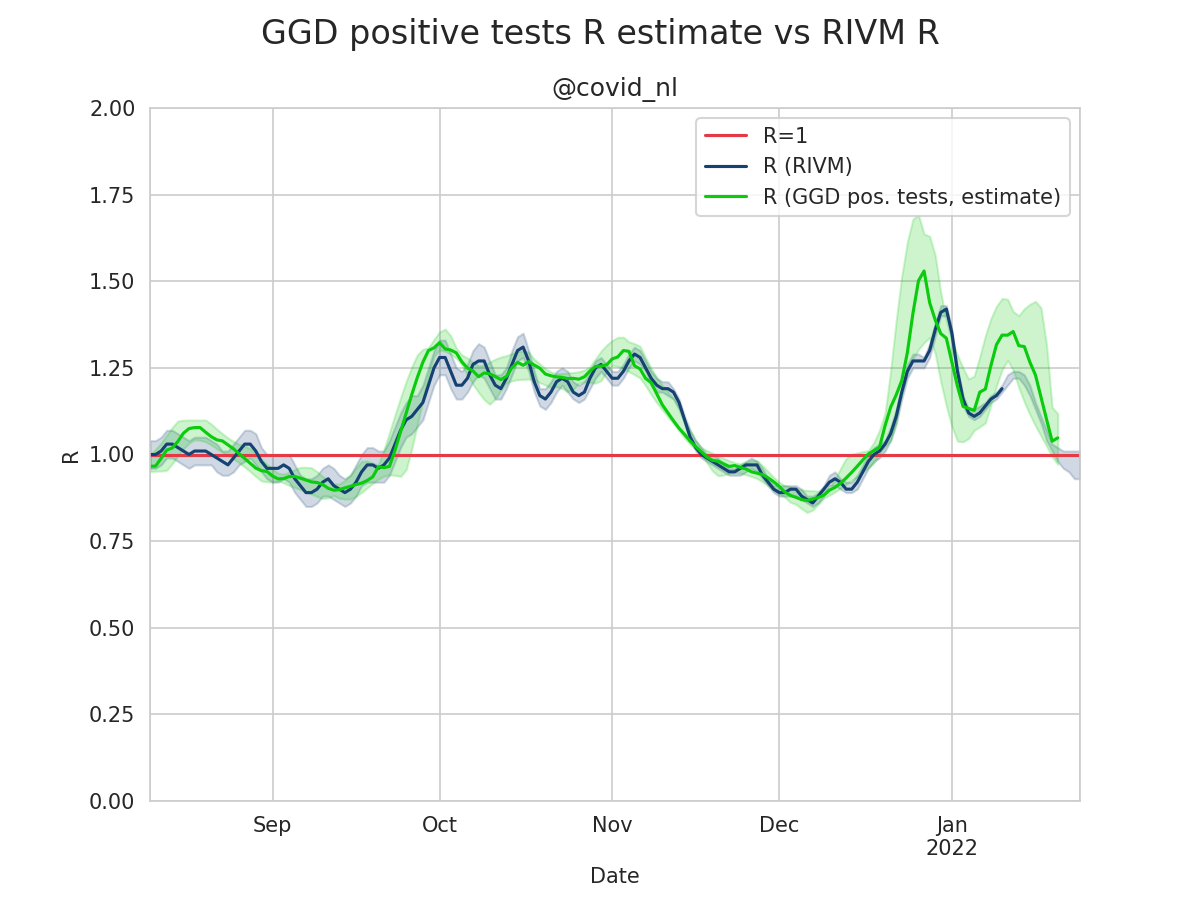 GGD positive tests R estimate vs RIVM R
@covid_nl
R=1
R (RIVM)
R (GGD pos. tests, estimate)
2.00
1.75
1.50
1.25
1.00
0.75
0.50
0.25
0.00
R
Sep
Oct
Nov
Dec
Jan
2022
Date